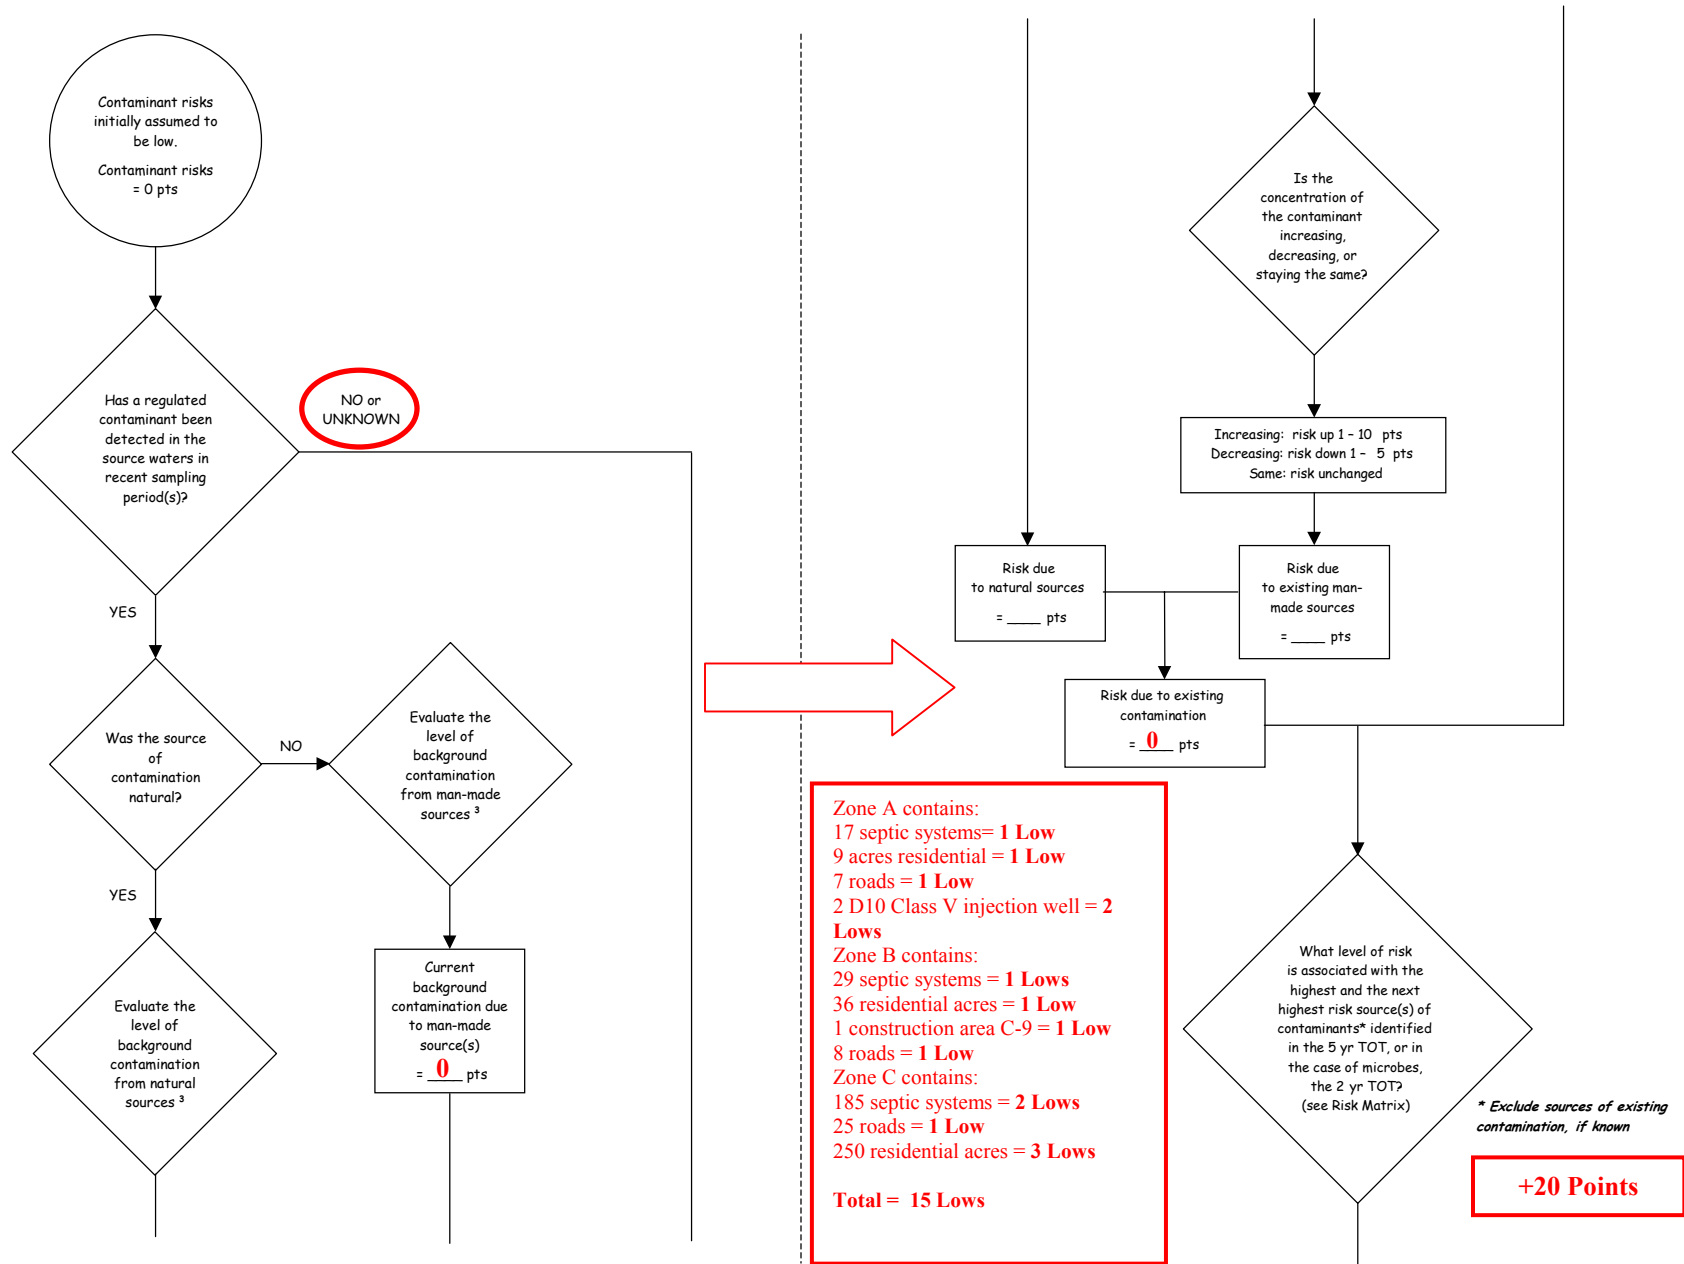 Contaminant risks
initially assumed to
be low.
Contaminant risks
= 0 pts
Has a regulated
contaminant been
detected in the
source waters in
recent sampling
period(s)?
NO or
UNKNOWN
YES
Was the source
of
contamination
natural?
NO
Evaluate the
level of
background
contamination
from man-made
sources ³
YES
Evaluate the
level of
background
contamination
from natural
sources ³
Current
background
contamination due
to man-made
source(s)
= 0 pts
Is the
concentration of
the contaminant
increasing,
decreasing, or
staying the same?
Increasing: risk up 1 – 10 pts
Decreasing: risk down 1 – 5 pts
Same: risk unchanged
Risk due
to natural sources
= ____ pts
Risk due
to existing man-
made sources
= ____ pts
Risk due to existing
contamination
= 0 pts
Zone A contains:
17 septic systems= 1 Low
9 acres residential = 1 Low
7 roads = 1 Low
2 D10 Class V injection well = 2
Lows
Zone B contains:
29 septic systems = 1 Lows
36 residential acres = 1 Low
1 construction area C-9 = 1 Low
8 roads = 1 Low
Zone C contains:
185 septic systems = 2 Lows
25 roads = 1 Low
250 residential acres = 3 Lows
Total = 15 Lows
What level of risk
is associated with the
highest and the next
highest risk source(s) of
contaminants* identified
in the 5 yr TOT, or in
the case of microbes,
the 2 yr TOT?
(see Risk Matrix)
* Exclude sources of existing
contamination, if known
+20 Points